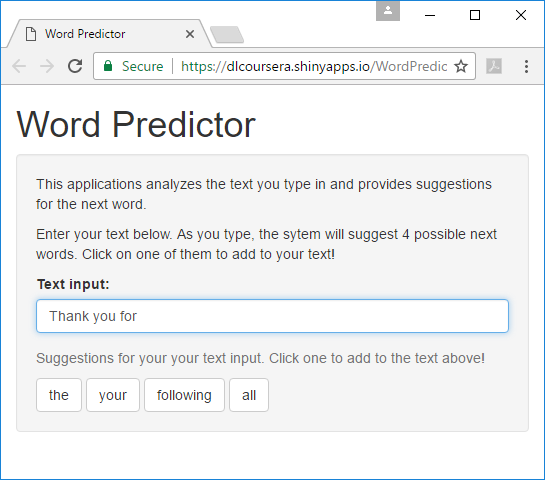 Word Predictor
Secure https://dlcoursera.shinyapps.io/WordPredic
Word Predictor
This applications analyzes the text you type in and provides suggestions
for the next word.
Enter your text below. As you type, the sytem will suggest 4 possible next
words. Click on one of them to add to your text!
Text input:
Thank you for
Suggestions for your your text input. Click one to add to the text above!
the your following all